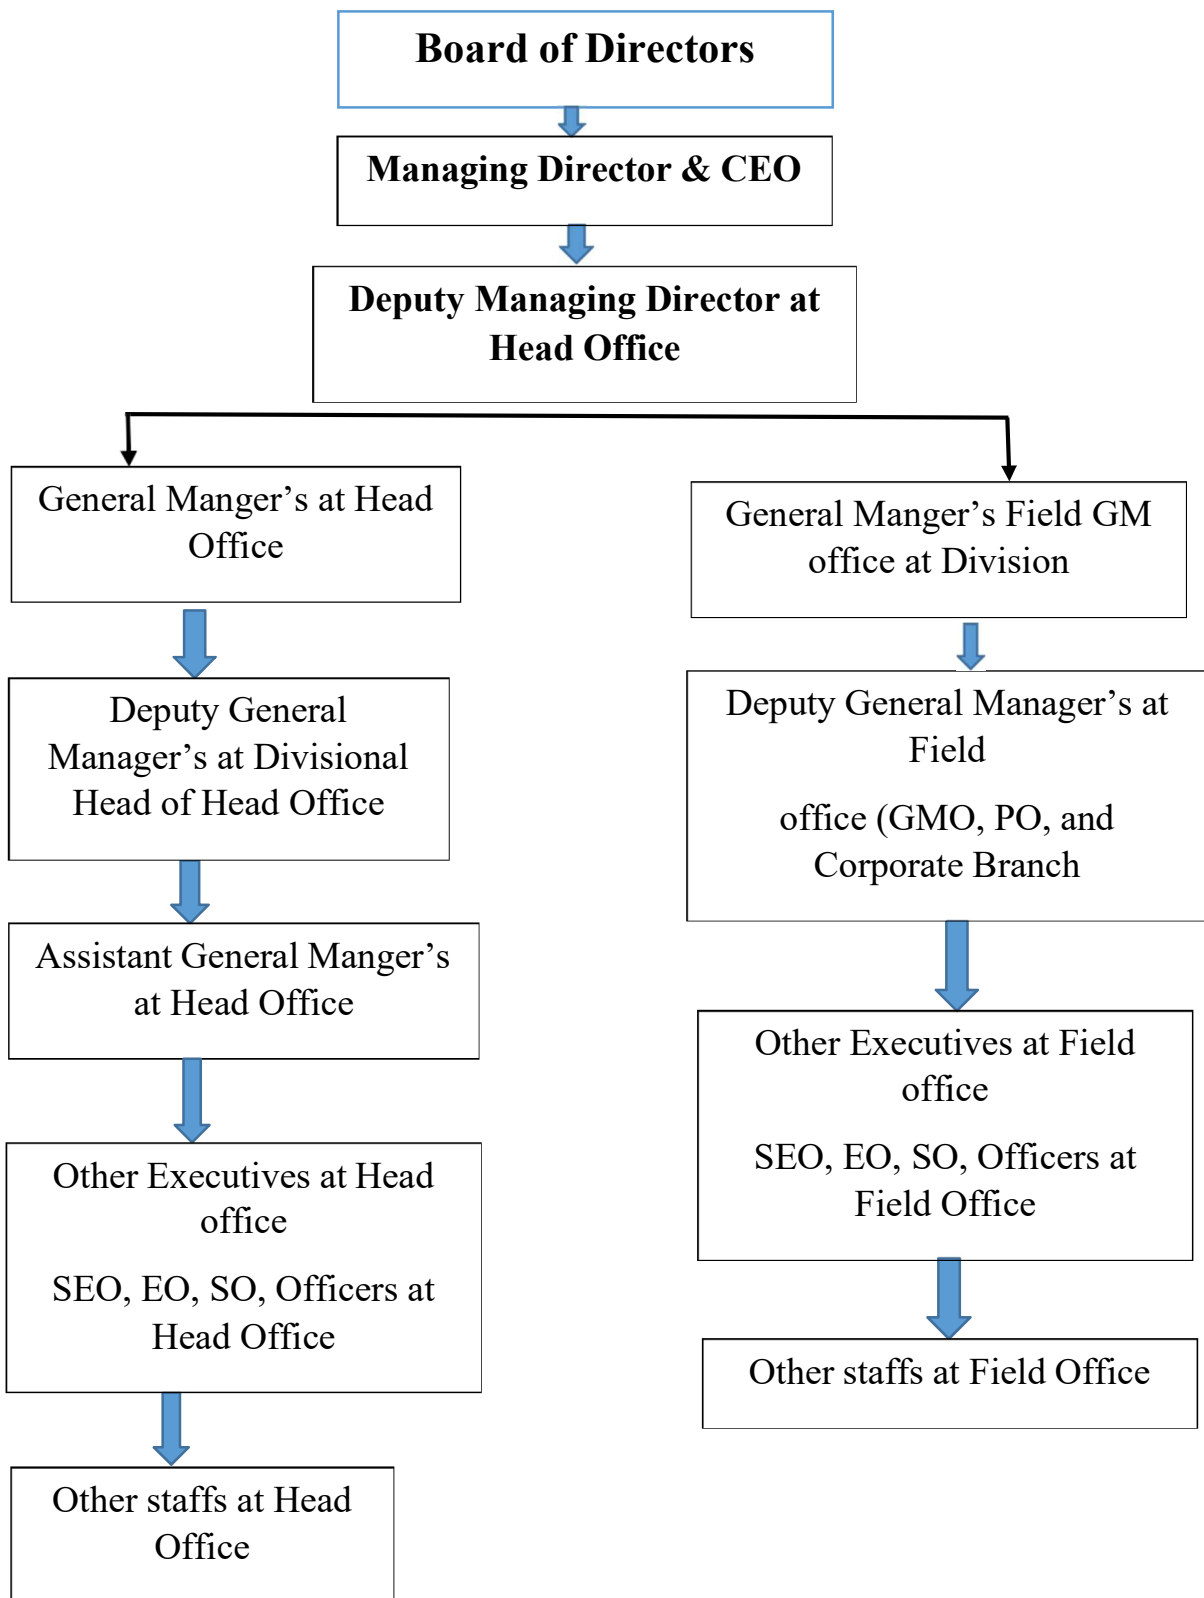 Board of Directors
Managing Director & CEO
Deputy Managing Director at
Head Office
General Manger’s at Head
Office
Deputy General
Manager’s at Divisional
Head of Head Office
Assistant General Manger’s
at Head Office
Other Executives at Head
office
SEO, EO, SO, Officers at
Head Office
Other staffs at Head
Office
General Manger’s Field GM
office at Division
Deputy General Manager’s at
Field
office (GMO, PO, and
Corporate Branch
Other Executives at Field
office
SEO, EO, SO, Officers at
Field Office
Other staffs at Field Office